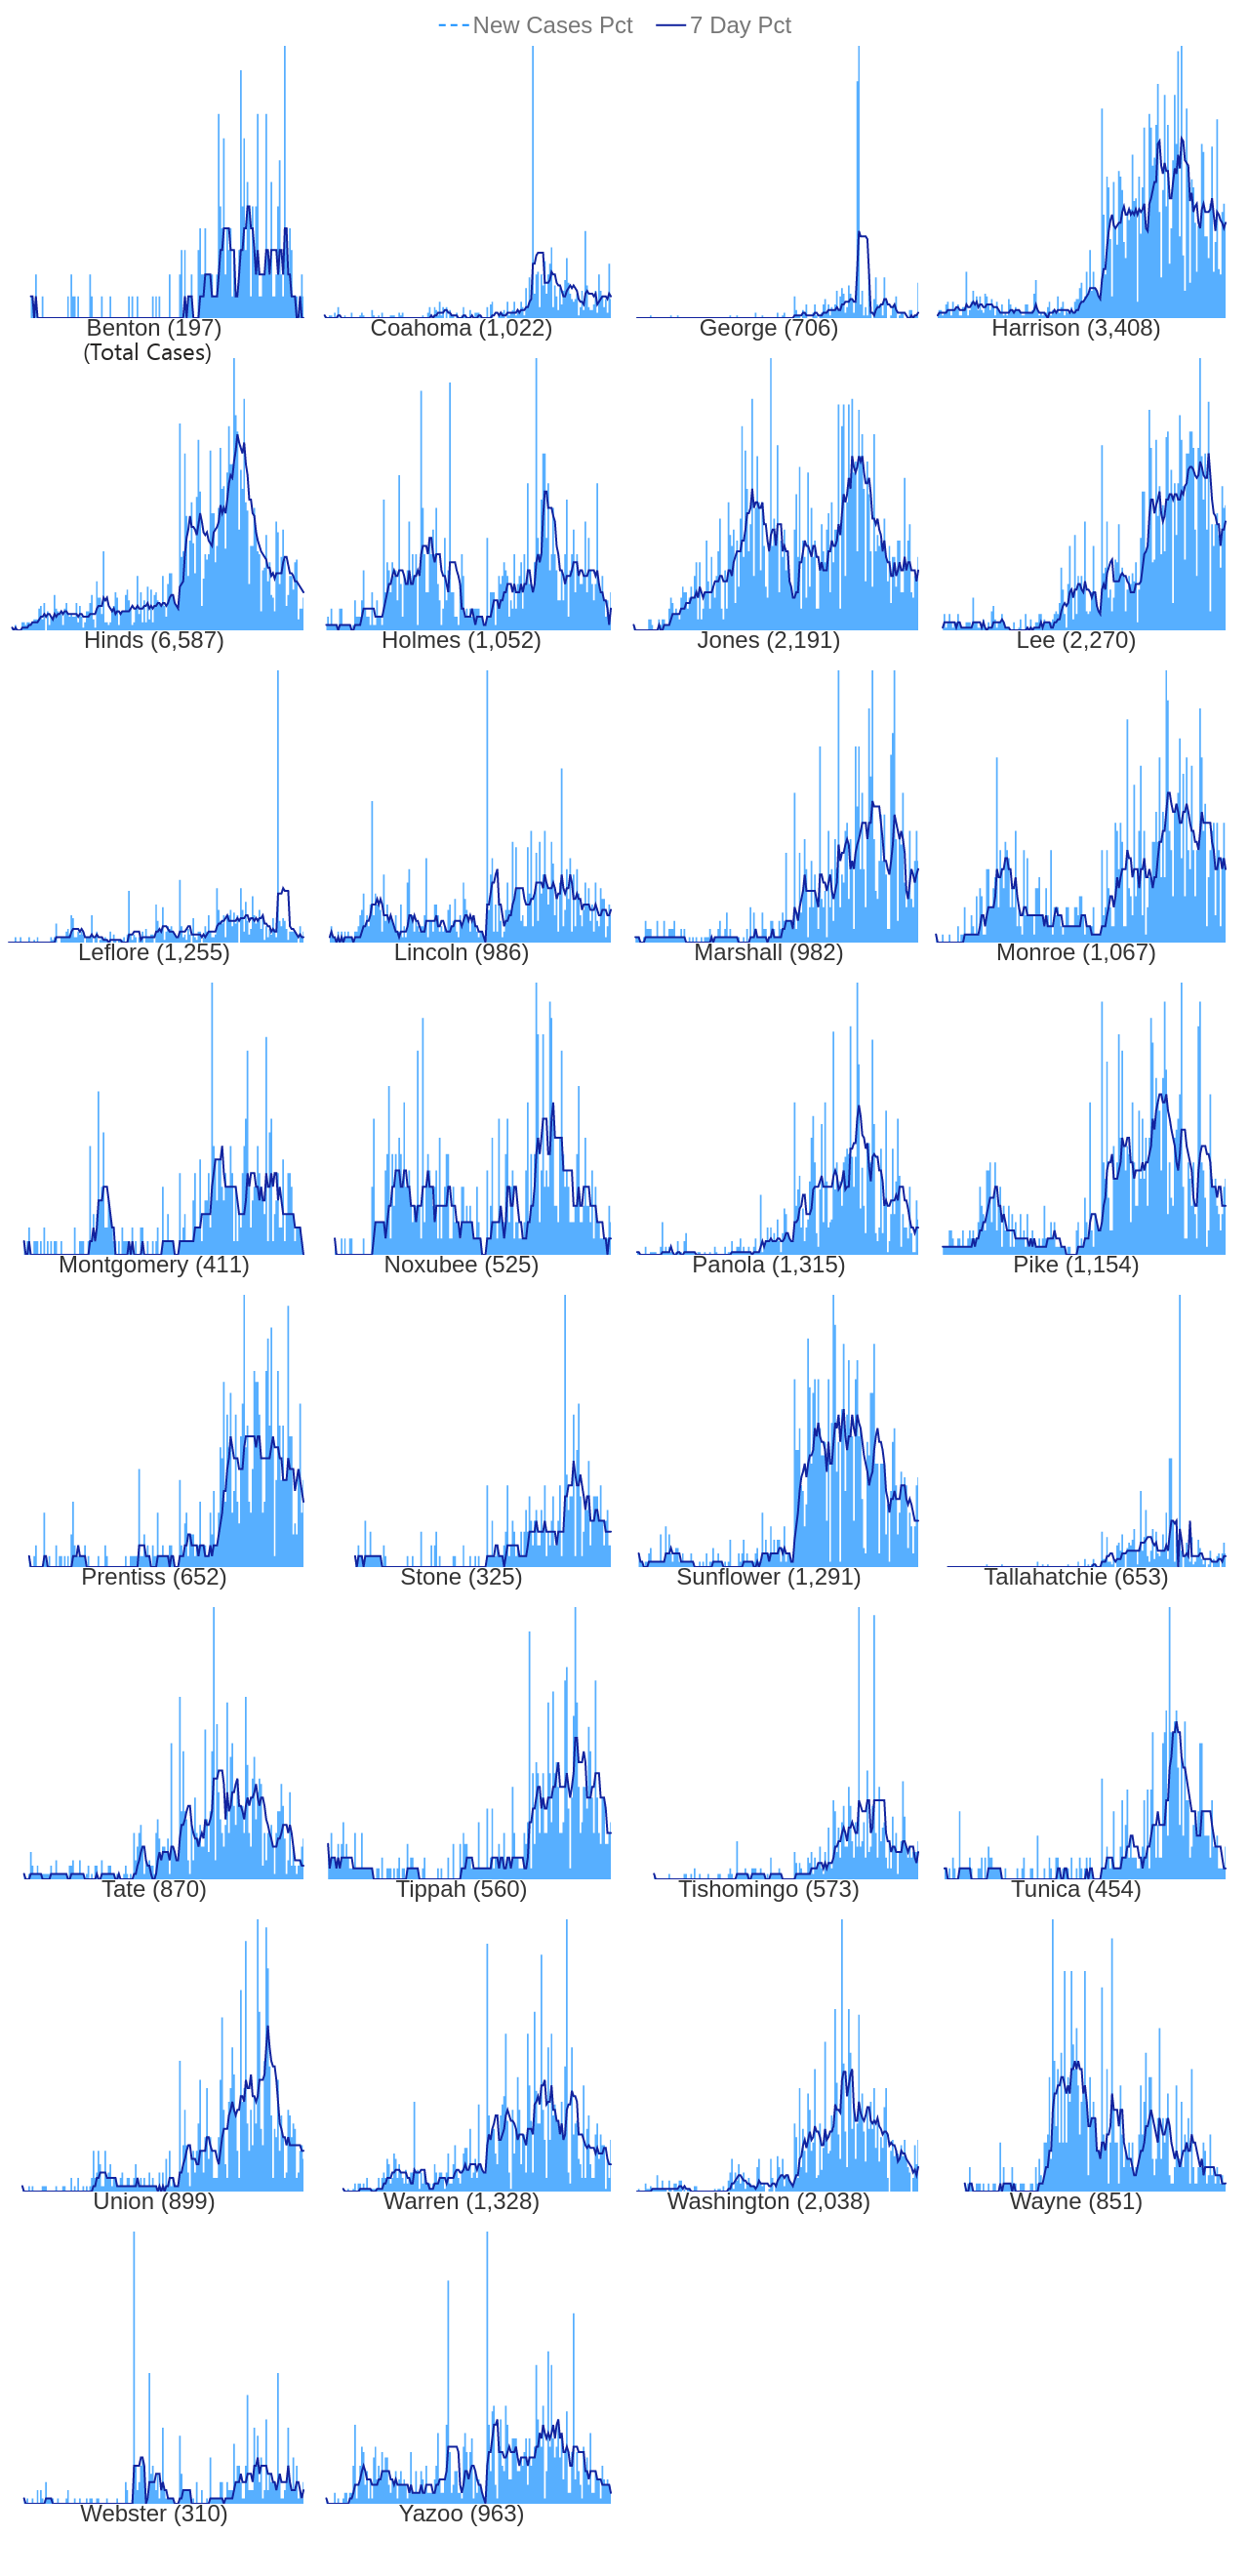 New Cases Pct 7 Day Pct
Benton (197) Coahoma (1,022) George (706) Harrison (3,408)
(Total Cases)
Hinds (6,587) Holmes (1,052) Jones (2,191) Lee (2,270)
Leflore (1,255) Lincoln (986) Marshall (982) Monroe (1,067)
Montgomery (411) Noxubee (525) Panola (1,315) Pike (1,154)
Prentiss (652) Stone (325) Sunflower (1,291) Tallahatchie (653)
Tate (870) Tippah (560) Tishomingo (573) Tunica (454)
Union (899) Warren (1,328) Washington (2,038) Wayne (851)
Webster (310) Yazoo (963)